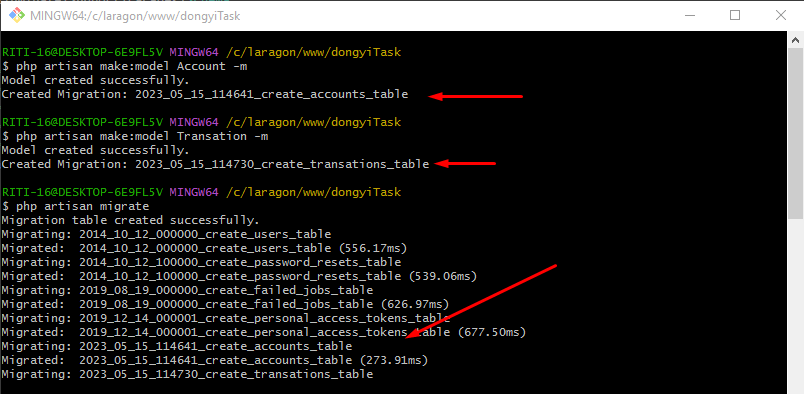 MINGW64:/c/laragon/www/dongyiTask
RITI-16@DESKTOP-6E9FL5V MINGW64 /c/laragon/www/dongyiTask
$ php artisan make:model Account -m
Model created successfully.
Created Migration: 2023_05_15_114641_create_accounts_table
RITI-16@DESKTOP-6E9FL5V MINGW64 /c/laragon/www/dongyiTask
$ php artisan make:model Transation -m
Model created successfully.
Created Migration: 2023_05_15_114730_create_transations_table
RITI-16@DESKTOP-6E9FL5V MINGW64 /c/laragon/www/dongyiTask
$ php artisan migrate
Migration table created successfully.
Migrating: 2014_10_12_000000_create_users_table
Migrated:  2014_10_12_000000_create_users_table (556.17ms)
Migrating: 2014_10_12_100000_create_password_resets_table
Migrated:  2014_10_12_100000_create_password_resets_table (539.06ms)
Migrating: 2019_08_19_000000_create_failed_jobs_table
Migrated:  2019_08_19_000000_create_failed_jobs_table (626.97ms)
Migrating: 2019_12_14_000001_create_personal_access_tokens_table
Migrated:  2019_12_14_000001_create_personal_access_tokens_table (677.50ms)
Migrating: 2023_05_15_114641_create_accounts_table
Migrated:  2023_05_15_114641_create_accounts_table (273.91ms)
Migrating: 2023_05_15_114730_create_transations_table